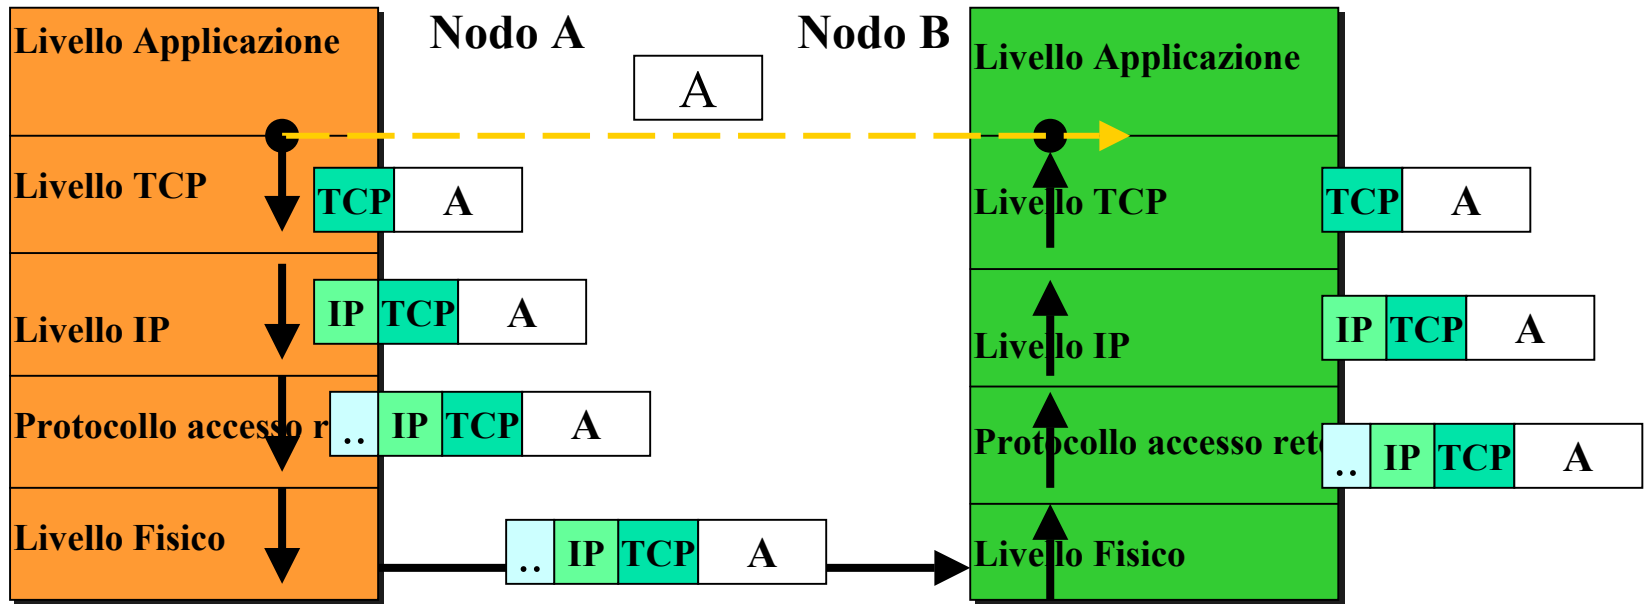 Livello Applicazione
Nodo A
Nodo B
Livello Applicazione
A
Livello TCP
TCP A
Livello TCP
TCP A
Livello IP
IP TCP A
Livello IP
IP TCP A
Protocollo accesso r
.. IP TCP A
Protocollo accesso rete
.. IP TCP A
Livello Fisico
.. IP TCP A
Livello Fisico